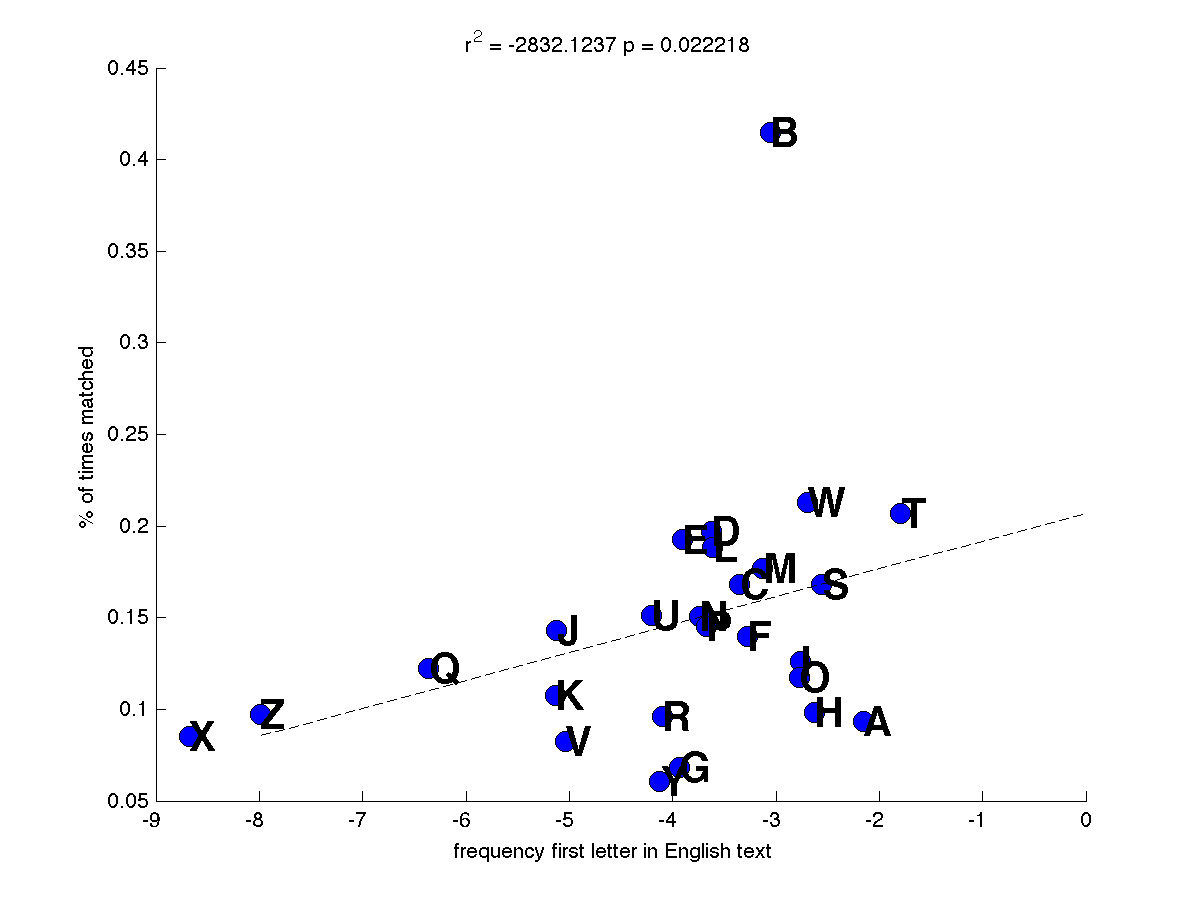 r² = -2832.1237 p = 0.022218
0.45
B
0.4
0.35
0.3
% of times matched
0.25
W
T
0.2
D
E
L
M
C
S
0.15
U
N
P
J
F
I
Q
O
K
0.1
H
R
A
Z
X
V
G
Y
0.05
-9 -8 -7 -6 -5 -4 -3 -2 -1 0
frequency first letter in English text